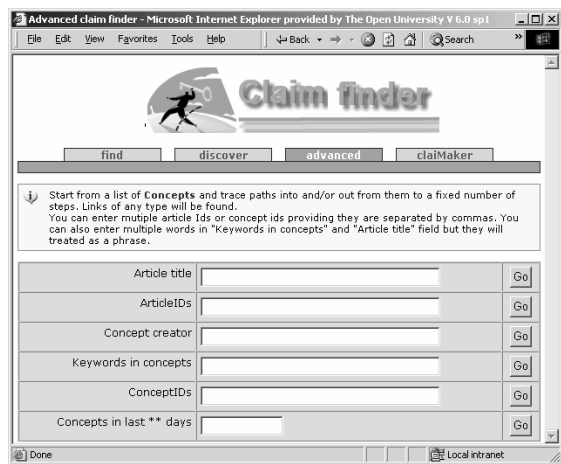 Advanced claim finder - Microsoft Internet Explorer provided by The Open University V 6.0 sp1
File Edit View Favorites Tools Help Back Search »
Claim finder
find discover advanced claiMaker
Start from a list of Concepts and trace paths into and/or out from them to a fixed number of
steps. Links of any type will be found.
You can enter mutiple article Ids or concept ids providing they are separated by commas. You
can also enter multiple words in "Keywords in concepts" and "Article title" field but they will
treated as a phrase.
Article title Go
ArticleIDs Go
Concept creator Go
Keywords in concepts Go
ConceptIDs Go
Concepts in last ** days Go
Done Local intranet